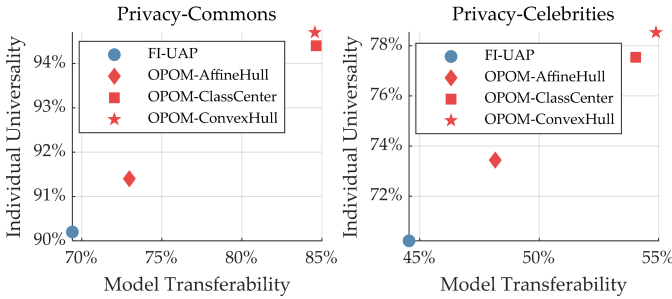 Privacy-Commons
Individual Universality
94%
93%
92%
91%
90%
FI-UAP
OPOM-AffineHull
OPOM-ClassCenter
OPOM-ConvexHull
70%
75%
80%
85%
Model Transferability
Privacy-Celebrities
Individual Universality
78%
76%
74%
72%
FI-UAP
OPOM-AffineHull
OPOM-ClassCenter
OPOM-ConvexHull
45%
50%
55%
Model Transferability